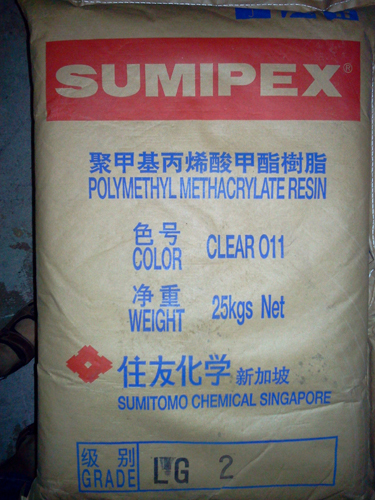 SUMIPEX®
聚甲基丙烯酸甲酯樹脂
POLYMETHYL METHACRYLATE RESIN
色号
COLOR CLEAR 011
净重
WEIGHT 25kgs Net
住友化学 新加坡
SUMITOMO CHEMICAL SINGAPORE
级别
GRADE LG 2